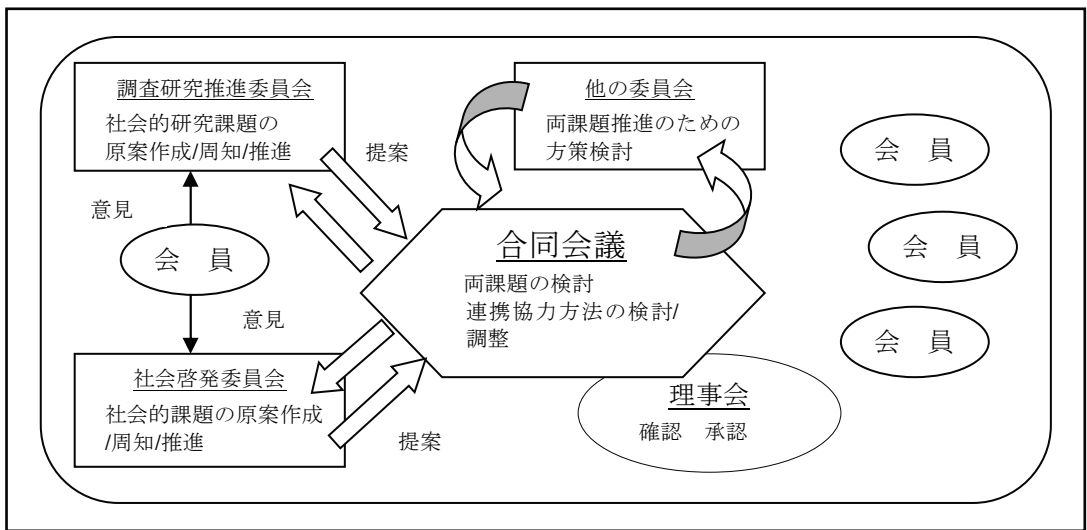 調査研究推進委員会
社会的研究課題の
原案作成/周知/推進
提案
他の委員会
両課題推進のための
方策検討
会 員
意見
会 員
合同会議
両課題の検討
連携協力方法の検討/
調整
会 員
意見
会 員
社会啓発委員会
社会的課題の原案作成
/周知/推進
提案
理事会
確認 承認